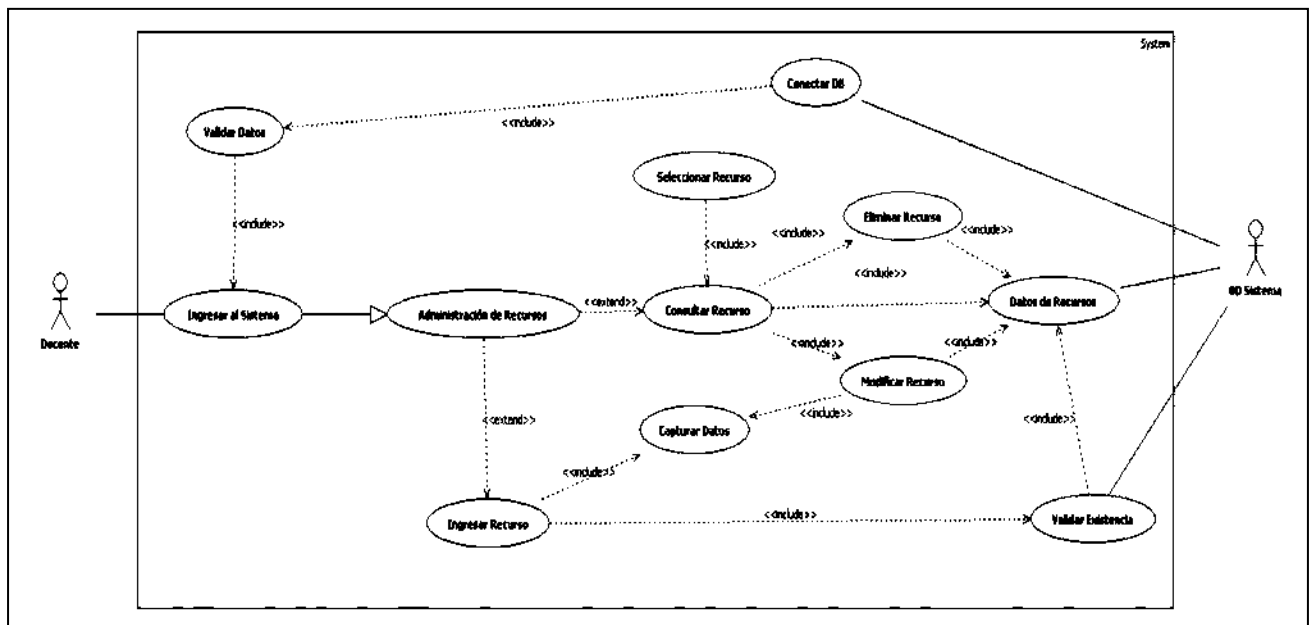 System
Conectar DB
<<include>>
Validar Datos
Seleccionar Recurso
<<include>>
Eliminar Recurso
<<include>>
<<include>>
<<include>>
<<include>>
Docente
Ingresar al Sistema
Administración de Recursos
<<extend>>
Consultar Recurso
Datos de Recursos
BD Sistema
<<include>>
<<include>>
Modificar Recurso
<<include>>
<<extend>>
Capturar Datos
<<include>>
<<include>>
Ingresar Recurso
<<include>>
Validar Existencia